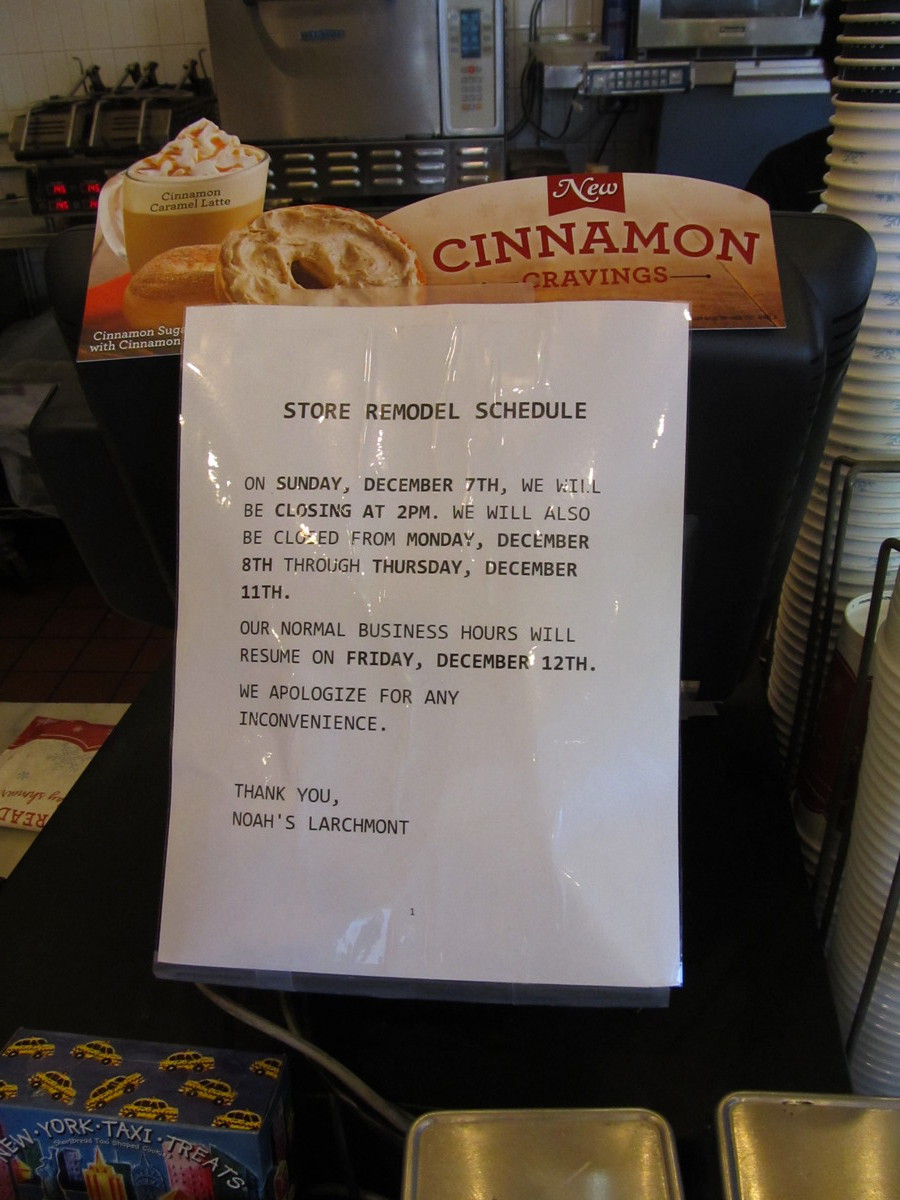 Cinnamon
Caramel Latte
New
CINNAMON
CRAVINGS
Cinnamon
with Cinnamon
STORE REMODEL SCHEDULE
ON SUNDAY, DECEMBER 7TH, WE WILL
BE CLOSING AT 2PM. WE WILL ALSO
BE CLOSED FROM MONDAY, DECEMBER
8TH THROUGH THURSDAY, DECEMBER
11TH.
OUR NORMAL BUSINESS HOURS WILL
RESUME ON FRIDAY, DECEMBER 12TH.
WE APOLOGIZE FOR ANY
INCONVENIENCE.
THANK YOU,
NOAH'S LARCHMONT
1
NEW·YORK·TAXI·TREATS